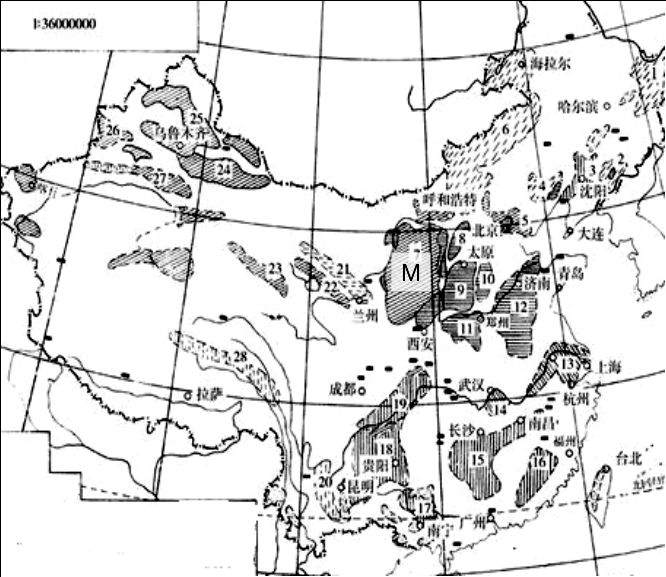 1:36000000
海拉尔
1
哈尔滨
25
26
乌鲁木齐
6
2
3
2
24
27
4
沈阳
呼和浩特
5
北京
大连
7
8
太原
23
21
22
M
9
10
济南
青岛
12
兰州
11
郑州
西安
28
13
上海
成都
武汉
拉萨
19
14
杭州
长沙
南昌
18
福州
15
16
贵阳
台北
20
昆明
17
广州
南宁